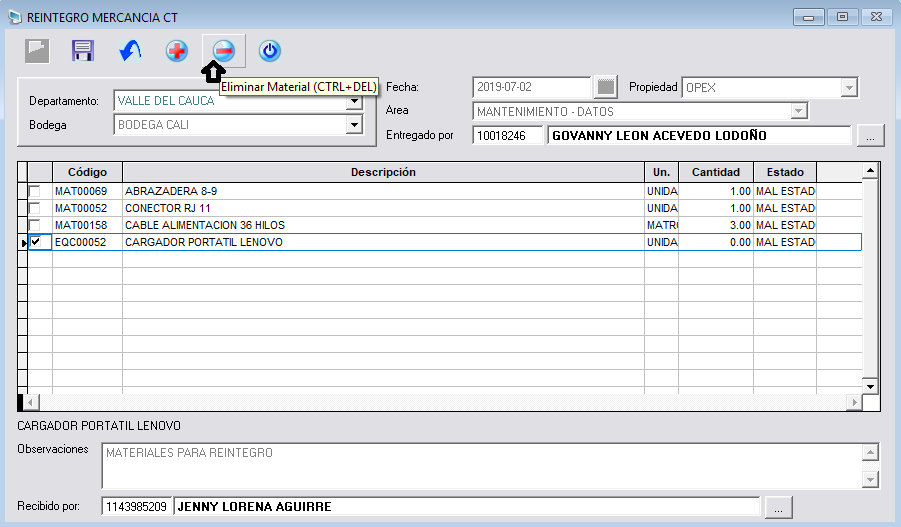 REINTEGRO MERCANCIA CT
Eliminar Material (CTRL+DEL)
Departamento: VALLE DEL CAUCA
Bodega BODEGA CALI
Fecha: 2019-07-02 Propiedad OPEX
Area MANTENIMIENTO - DATOS
Entregado por 10018246 GOVANNY LEON ACEVEDO LODOÑO ...
Código Descripción Un. Cantidad Estado
MAT00069 ABRAZADERA 8-9 UNIDA 1.00 MAL ESTAD
MAT00052 CONECTOR RJ 11 UNIDA 1.00 MAL ESTAD
MAT00158 CABLE ALIMENTACION 36 HILOS MATR 3.00 MAL ESTAD
EQC00052 CARGADOR PORTATIL LENOVO UNIDA 0.00 MAL ESTAD
CARGADOR PORTATIL LENOVO
Observaciones MATERIALES PARA REINTEGRO
Recibido por: 1143985209 JENNY LORENA AGUIRRE ...